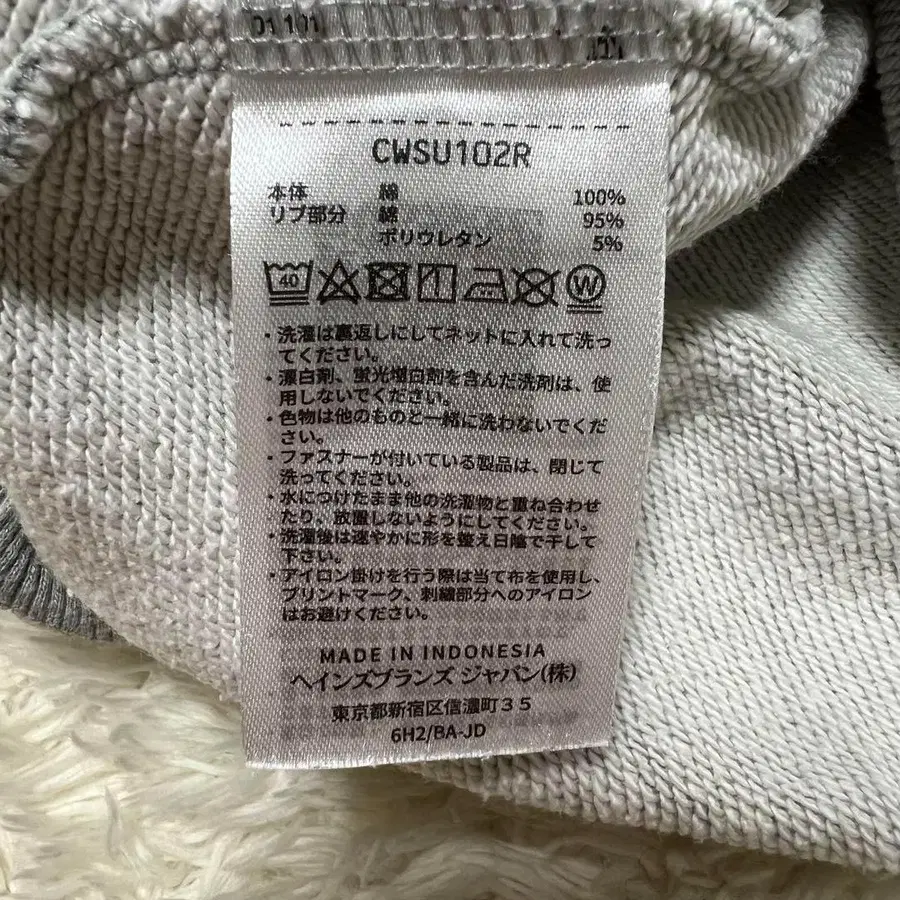 CWSU102R
本体 綿 100%
リブ部分 綿 95%
ポリウレタン 5%
40 W
・洗濯は裏返しにしてネットに入れて洗っ
てください。
・漂白剤、蛍光増白剤を含んだ洗剤は、使
用しないでください。
・色物は他のものと一緒に洗わないでくだ
さい。
・ファスナーが付いている製品は、閉じて
洗ってください。
・水につけたまま他の洗濯物と重ね合わせ
たり、放置しないようにしてください。
・洗濯後は速やかに形を整え日陰で干して
下さい。
・アイロン掛けを行う際は当て布を使用し、
プリントマーク、刺繍部分へのアイロン
はお避けください。
MADE IN INDONESIA
ヘインズブランズ ジャパン(株)
東京都新宿区信濃町35
6H2/BA-JD